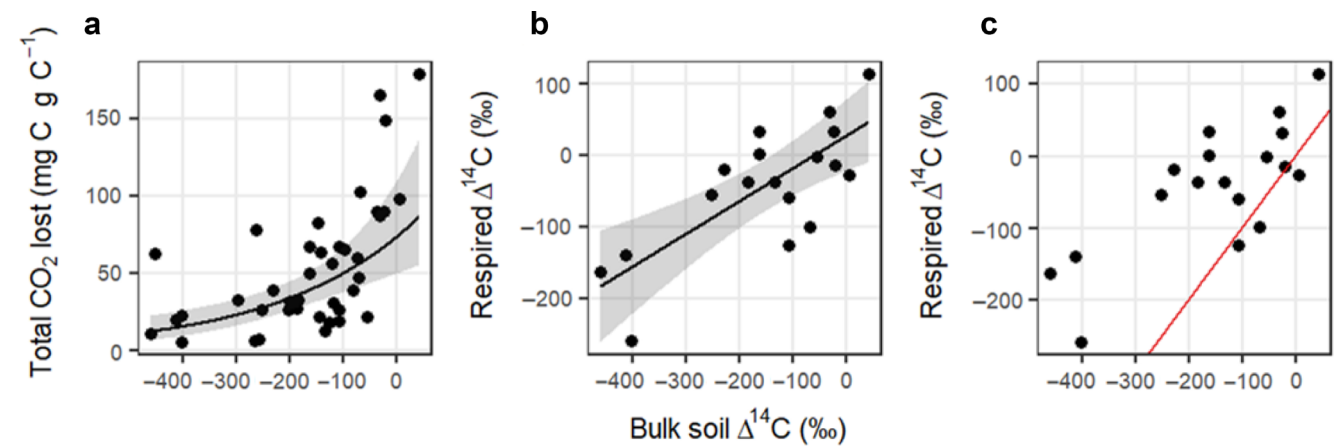 a
b
c
Total CO₂ lost (mg C g C⁻¹)
150
100
50
0
−400 −300 −200 −100 0
Respired Δ¹⁴C (‰)
100
0
−100
−200
−400 −300 −200 −100 0
Respired Δ¹⁴C (‰)
100
0
−100
−200
−400 −300 −200 −100 0
Bulk soil Δ¹⁴C (‰)